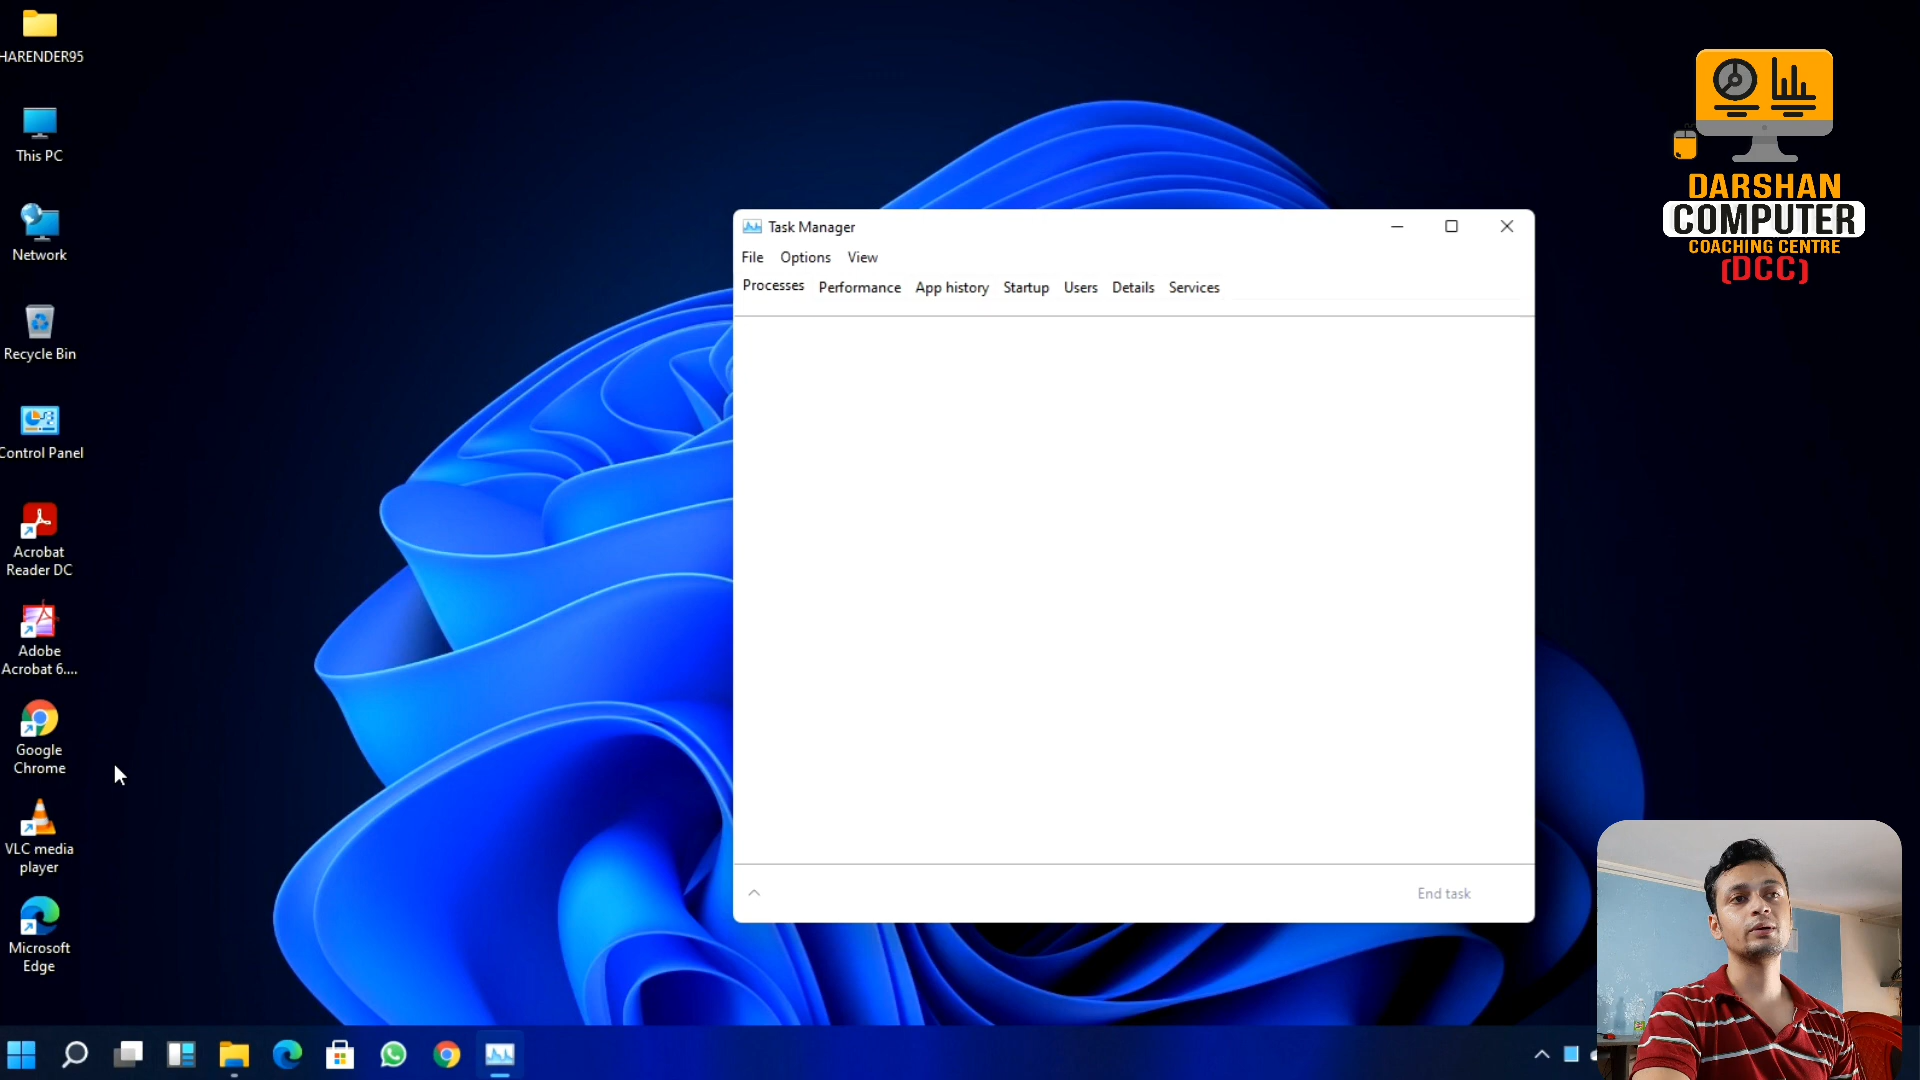 HARENDER95
This PC
Network
Recycle Bin
Control Panel
Acrobat
Reader DC
Adobe
Acrobat 6....
Google
Chrome
VLC media
player
Microsoft
Edge
Task Manager
File Options View
Processes Performance App history Startup Users Details Services
End task
DARSHAN
COMPUTER
COACHING CENTRE
(DCC)